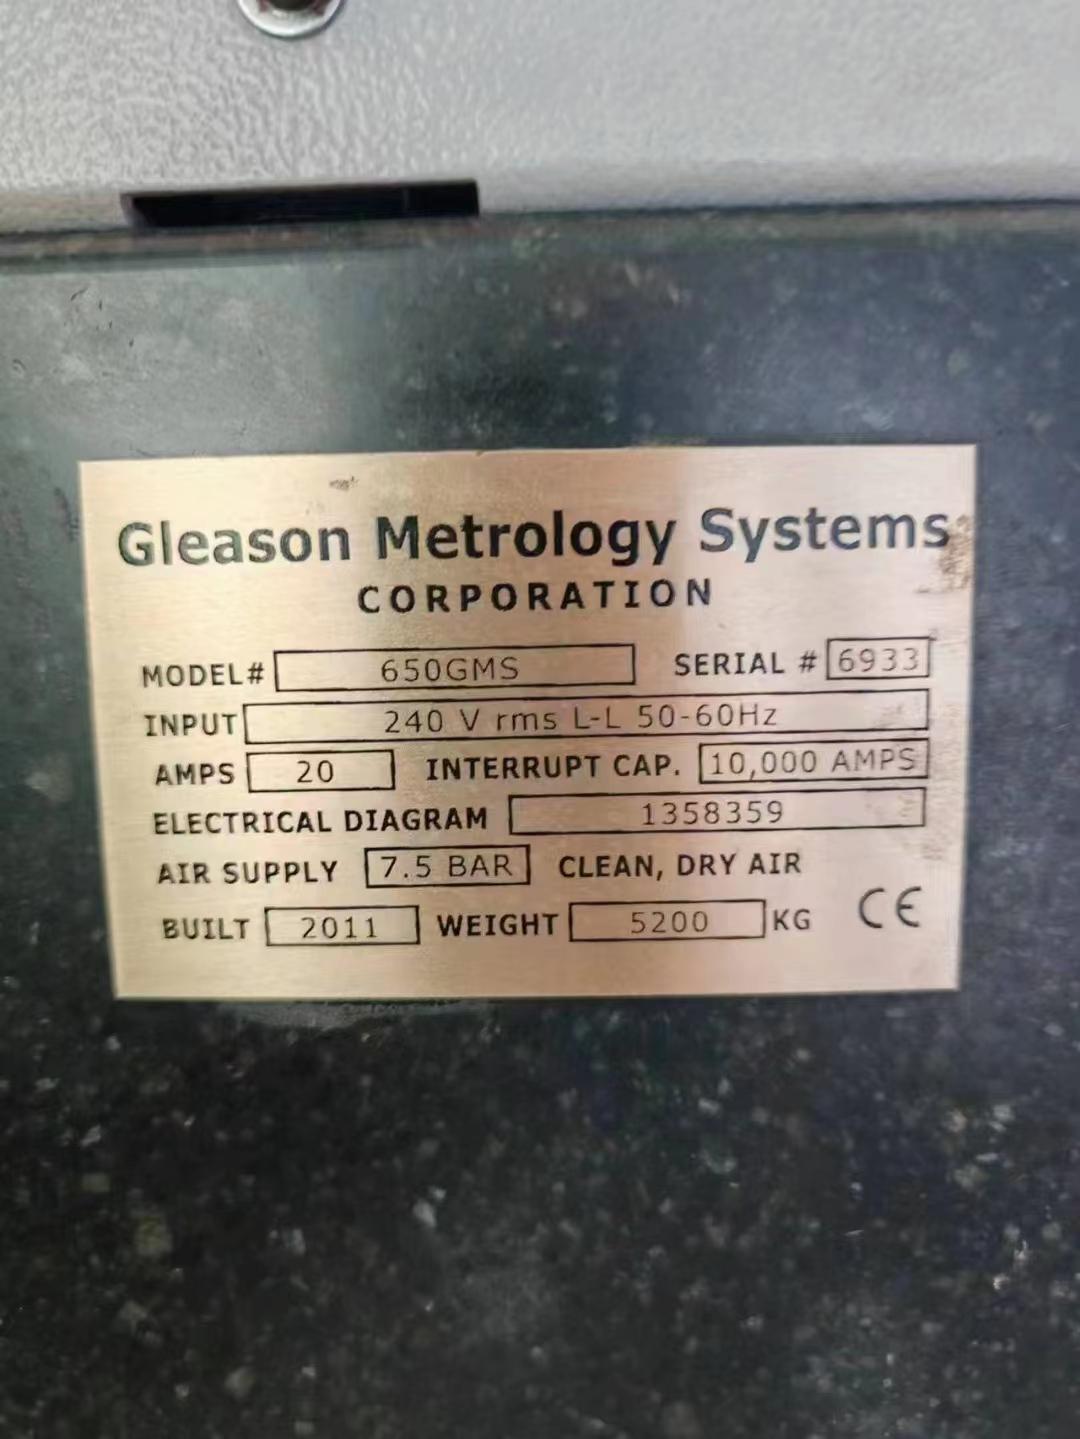 Gleason Metrology Systems
CORPORATION
MODEL# 650GMS SERIAL # 6933
INPUT 240 V rms L-L 50-60Hz
AMPS 20 INTERRUPT CAP. 10,000 AMPS
ELECTRICAL DIAGRAM 1358359
AIR SUPPLY 7.5 BAR CLEAN, DRY AIR
BUILT 2011 WEIGHT 5200 KG CE